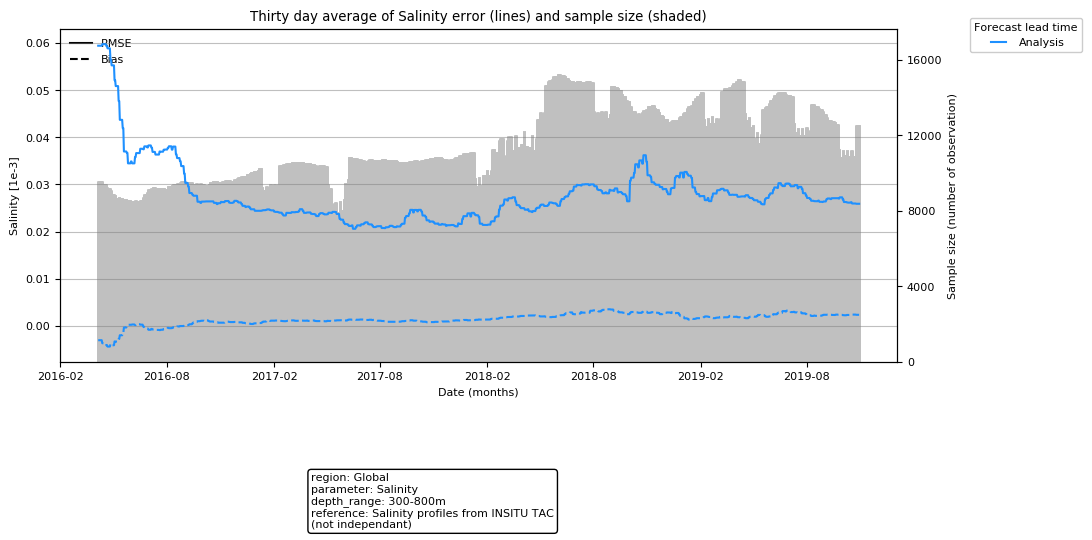 Thirty day average of Salinity error (lines) and sample size (shaded)
RMSE
Bias
Forecast lead time
Analysis
0.06
0.05
0.04
0.03
0.02
0.01
0.00
Salinity [1e-3]
16000
12000
8000
4000
0
Sample size (number of observation)
2016-02
2016-08
2017-02
2017-08
2018-02
2018-08
2019-02
2019-08
Date (months)
region: Global
parameter: Salinity
depth_range: 300-800m
reference: Salinity profiles from INSITU TAC
(not independant)